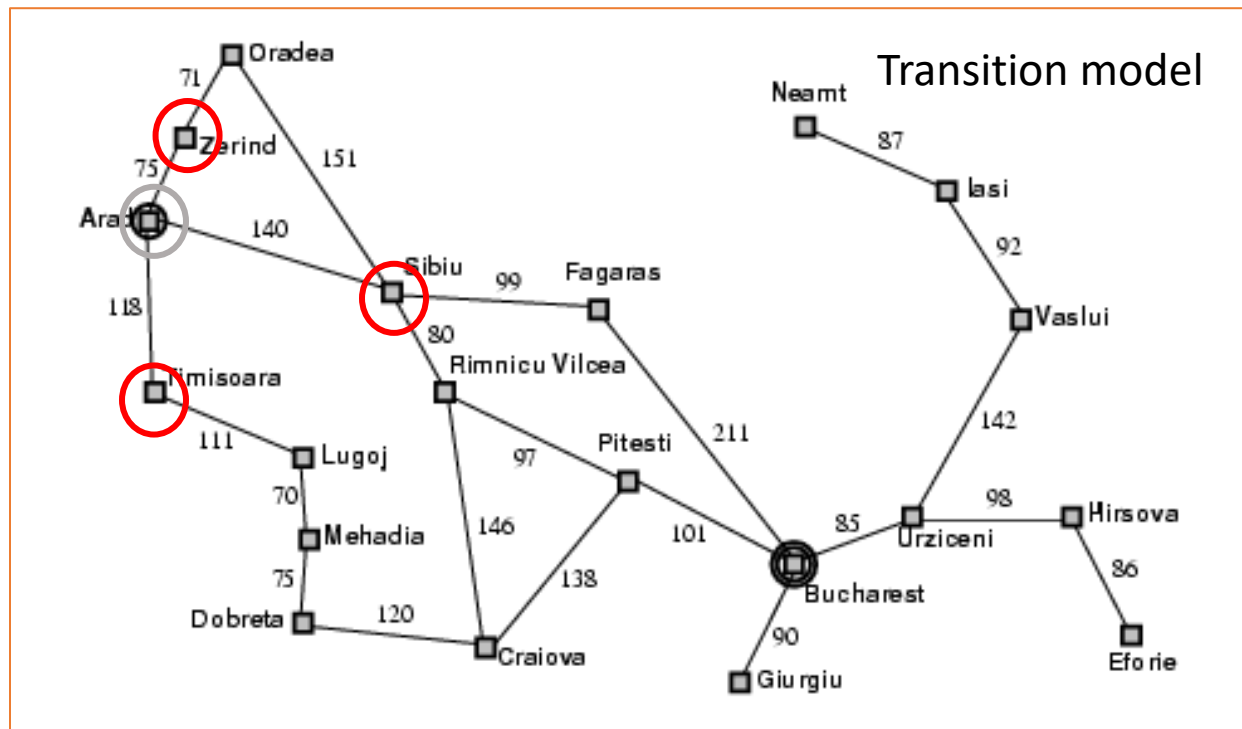 Transition model
Oradea
Neamt
71
87
Zerind
151
Iasi
75
Arad
140
92
Sibiu
99
Fagaras
118
Vaslui
80
Timisoara
Rimnicu Vilcea
111
211
142
Lugoj
97
Pitesti
70
98
Hirsova
Mehadia
146
101
85
Urziceni
75
138
86
Bucharest
Dobreta
120
90
Craiova
Eforie
Giurgiu